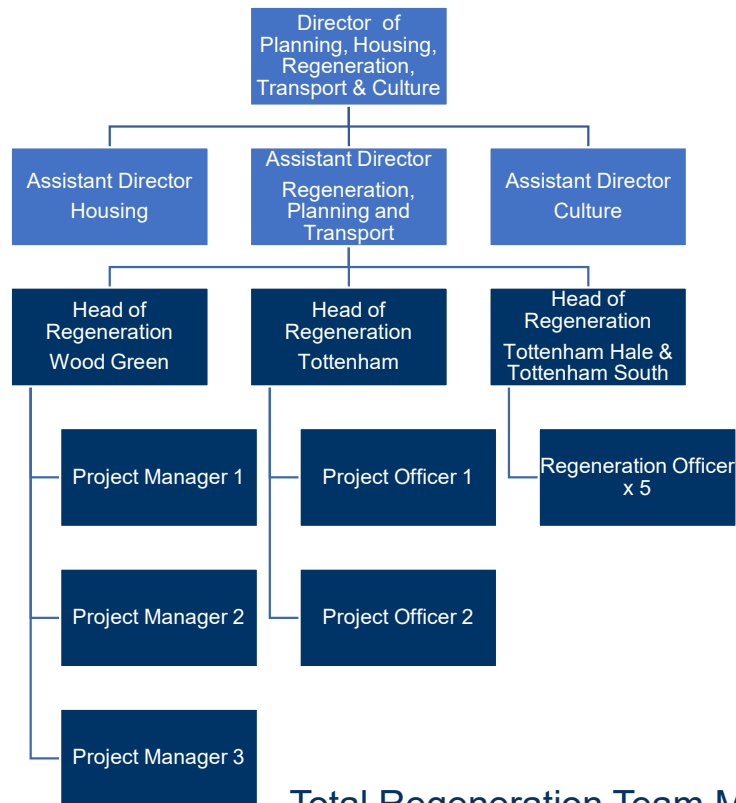 Director of
Planning, Housing,
Regeneration,
Transport & Culture
Assistant Director
Housing
Assistant Director
Regeneration,
Planning and
Transport
Assistant Director
Culture
Head of
Regeneration
Wood Green
Head of
Regeneration
Tottenham
Head of
Regeneration
Tottenham Hale &
Tottenham South
Project Manager 1
Project Officer 1
Regeneration Officer
x 5
Project Manager 2
Project Officer 2
Project Manager 3
Total Regeneration Team M